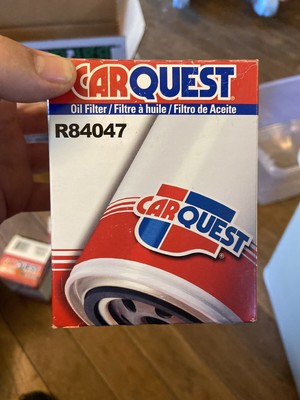 CARQUEST
Oil Filter / Filtre à huile / Filtro de Aceite
R84047
CARQUEST